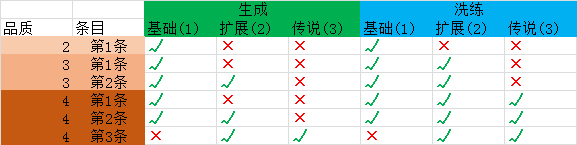 生成 洗练
品质 条目 基础(1) 扩展(2) 传说(3) 基础(1) 扩展(2) 传说(3)
2 第1条 ✓ ✕ ✕ ✓ ✕ ✕
3 第1条 ✓ ✕ ✕ ✓ ✓ ✕
3 第2条 ✓ ✓ ✕ ✓ ✓ ✕
4 第1条 ✓ ✕ ✕ ✓ ✓ ✓
4 第2条 ✓ ✓ ✕ ✓ ✓ ✓
4 第3条 ✕ ✓ ✓ ✕ ✓ ✓